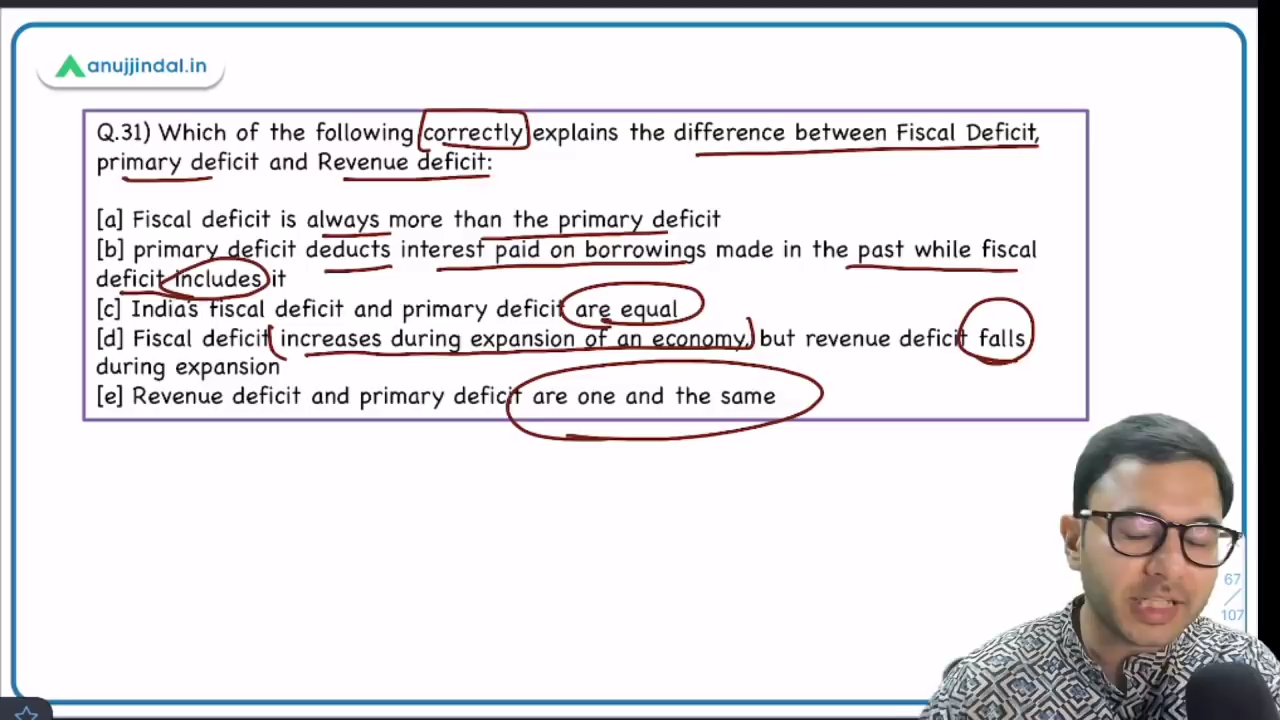 anujjindal.in
Q.31) Which of the following correctly explains the difference between Fiscal Deficit,
primary deficit and Revenue deficit:
[a] Fiscal deficit is always more than the primary deficit
[b] primary deficit deducts interest paid on borrowings made in the past while fiscal
deficit includes it
[c] India's fiscal deficit and primary deficit are equal
[d] Fiscal deficit increases during expansion of an economy, but revenue deficit falls
during expansion
[e] Revenue deficit and primary deficit are one and the same
67
107